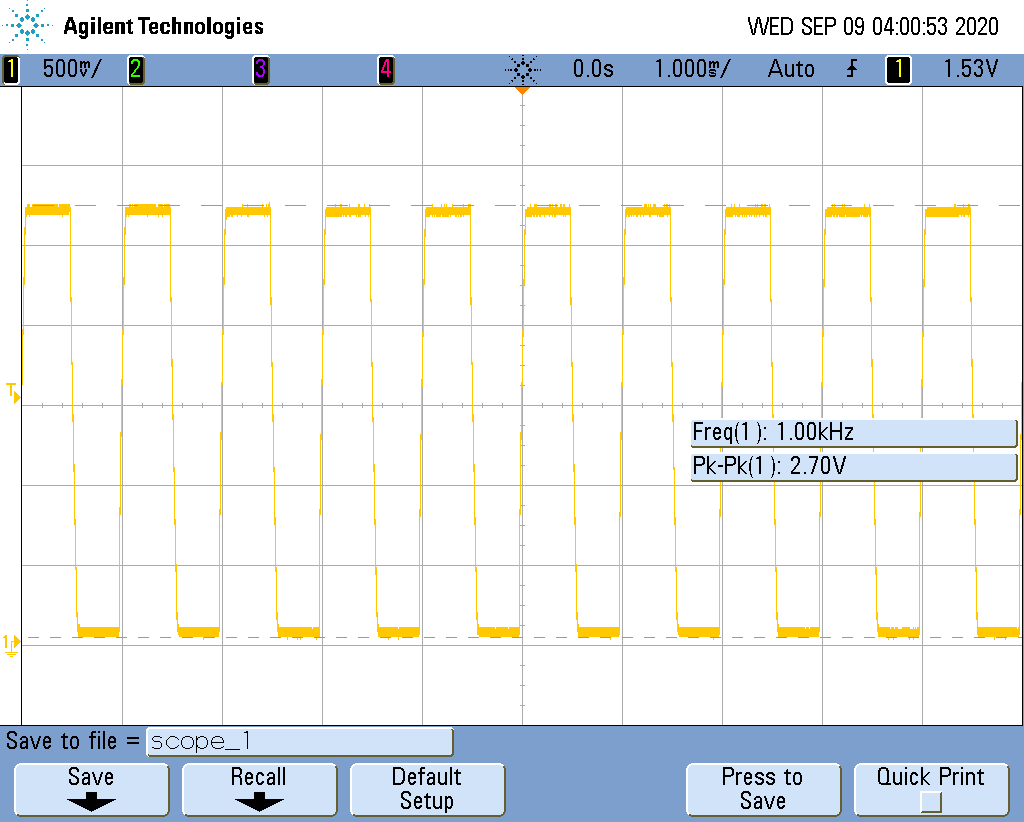 Agilent Technologies WED SEP 09 04:00:53 2020
1 500mV/ 2 3 4 0.0s 1.000ms/ Auto 1 1.53V
T
Freq(1): 1.00kHz
Pk-Pk(1): 2.70V
1
Save to file = scope_1
Save Recall Default Setup Press to Save Quick Print